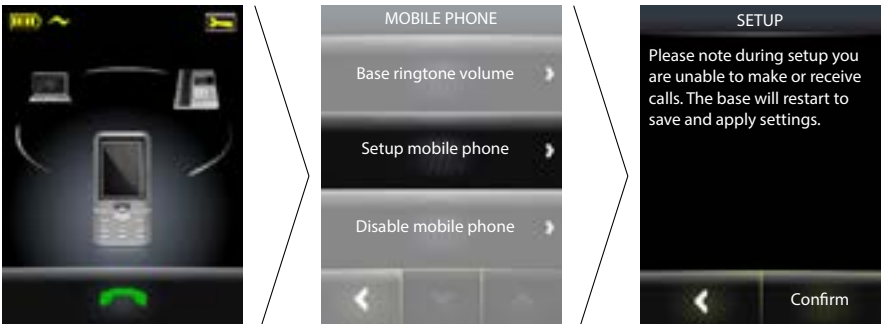 MOBILE PHONE
Base ringtone volume
Setup mobile phone
Disable mobile phone
SETUP
Please note during setup you
are unable to make or receive
calls. The base will restart to
save and apply settings.
Confirm